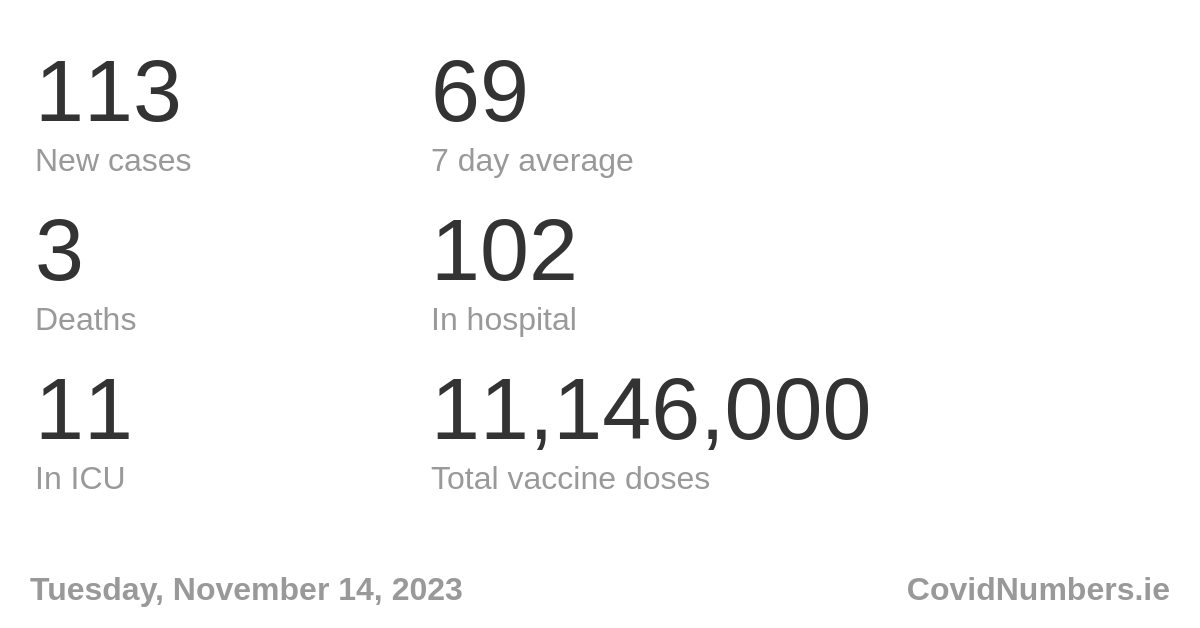 113
69
New cases
7 day average
3
102
Deaths
In hospital
11
11,146,000
In ICU
Total vaccine doses
Tuesday, November 14, 2023
CovidNumbers.ie